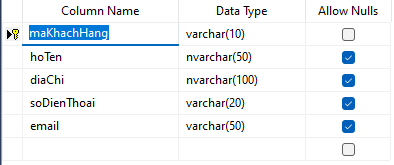 Column Name Data Type Allow Nulls
maKhachHang varchar(10)
hoTen nvarchar(50)
diaChi nvarchar(100)
soDienThoai varchar(20)
email varchar(50)